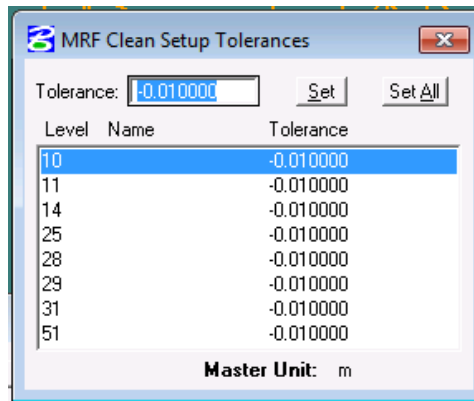 MRF Clean Setup Tolerances
Tolerance: -0.010000 Set Set All
Level Name Tolerance
10 -0.010000
11 -0.010000
14 -0.010000
25 -0.010000
28 -0.010000
29 -0.010000
31 -0.010000
51 -0.010000
Master Unit: m